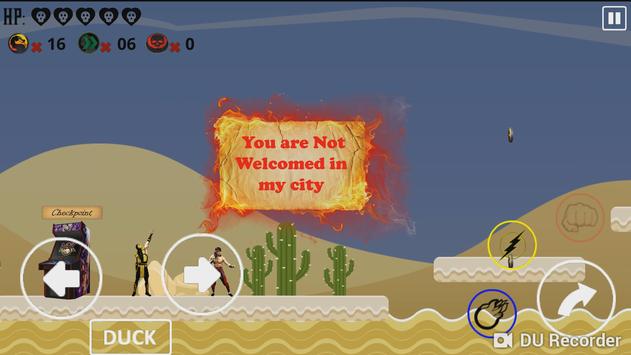 HP:
16 06 0
You are Not
Welcomed in
my city
Checkpoint
DUCK
DU Recorder